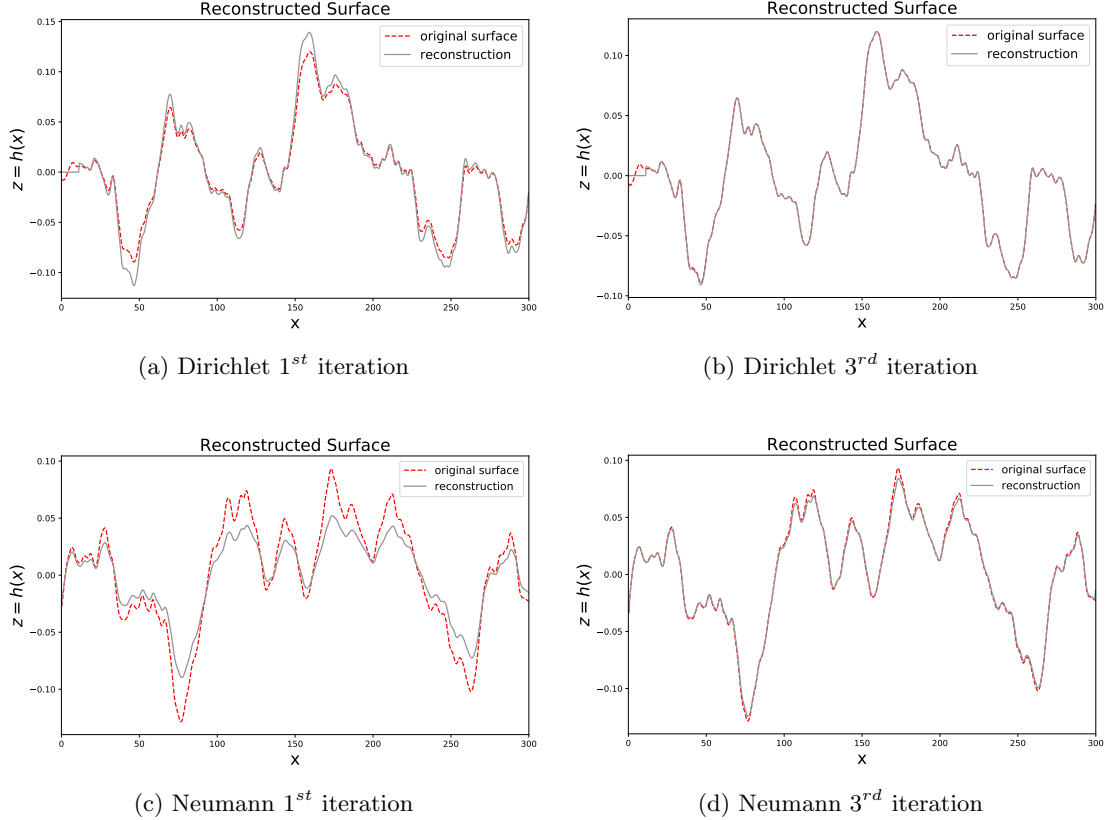 Reconstructed Surface
original surface
reconstruction
z = h(x)
0.15
0.10
0.05
0.00
−0.05
−0.10
0 50 100 150 200 250 300
x
(a) Dirichlet 1st iteration
Reconstructed Surface
original surface
reconstruction
z = h(x)
0.10
0.05
0.00
−0.05
−0.10
0 50 100 150 200 250 300
x
(b) Dirichlet 3rd iteration
Reconstructed Surface
original surface
reconstruction
z = h(x)
0.10
0.05
0.00
−0.05
−0.10
0 50 100 150 200 250 300
x
(c) Neumann 1st iteration
Reconstructed Surface
original surface
reconstruction
z = h(x)
0.10
0.05
0.00
−0.05
−0.10
0 50 100 150 200 250 300
x
(d) Neumann 3rd iteration